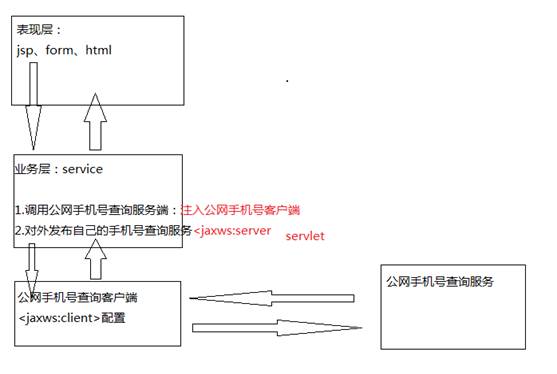 表现层：
jsp、form、html
业务层：service
1.调用公网手机号查询服务端：注入公网手机号客户端
2.对外发布自己的手机号查询服务<jaxws:server servlet
公网手机号查询客户端
<jaxws:client>配置
公网手机号查询服务